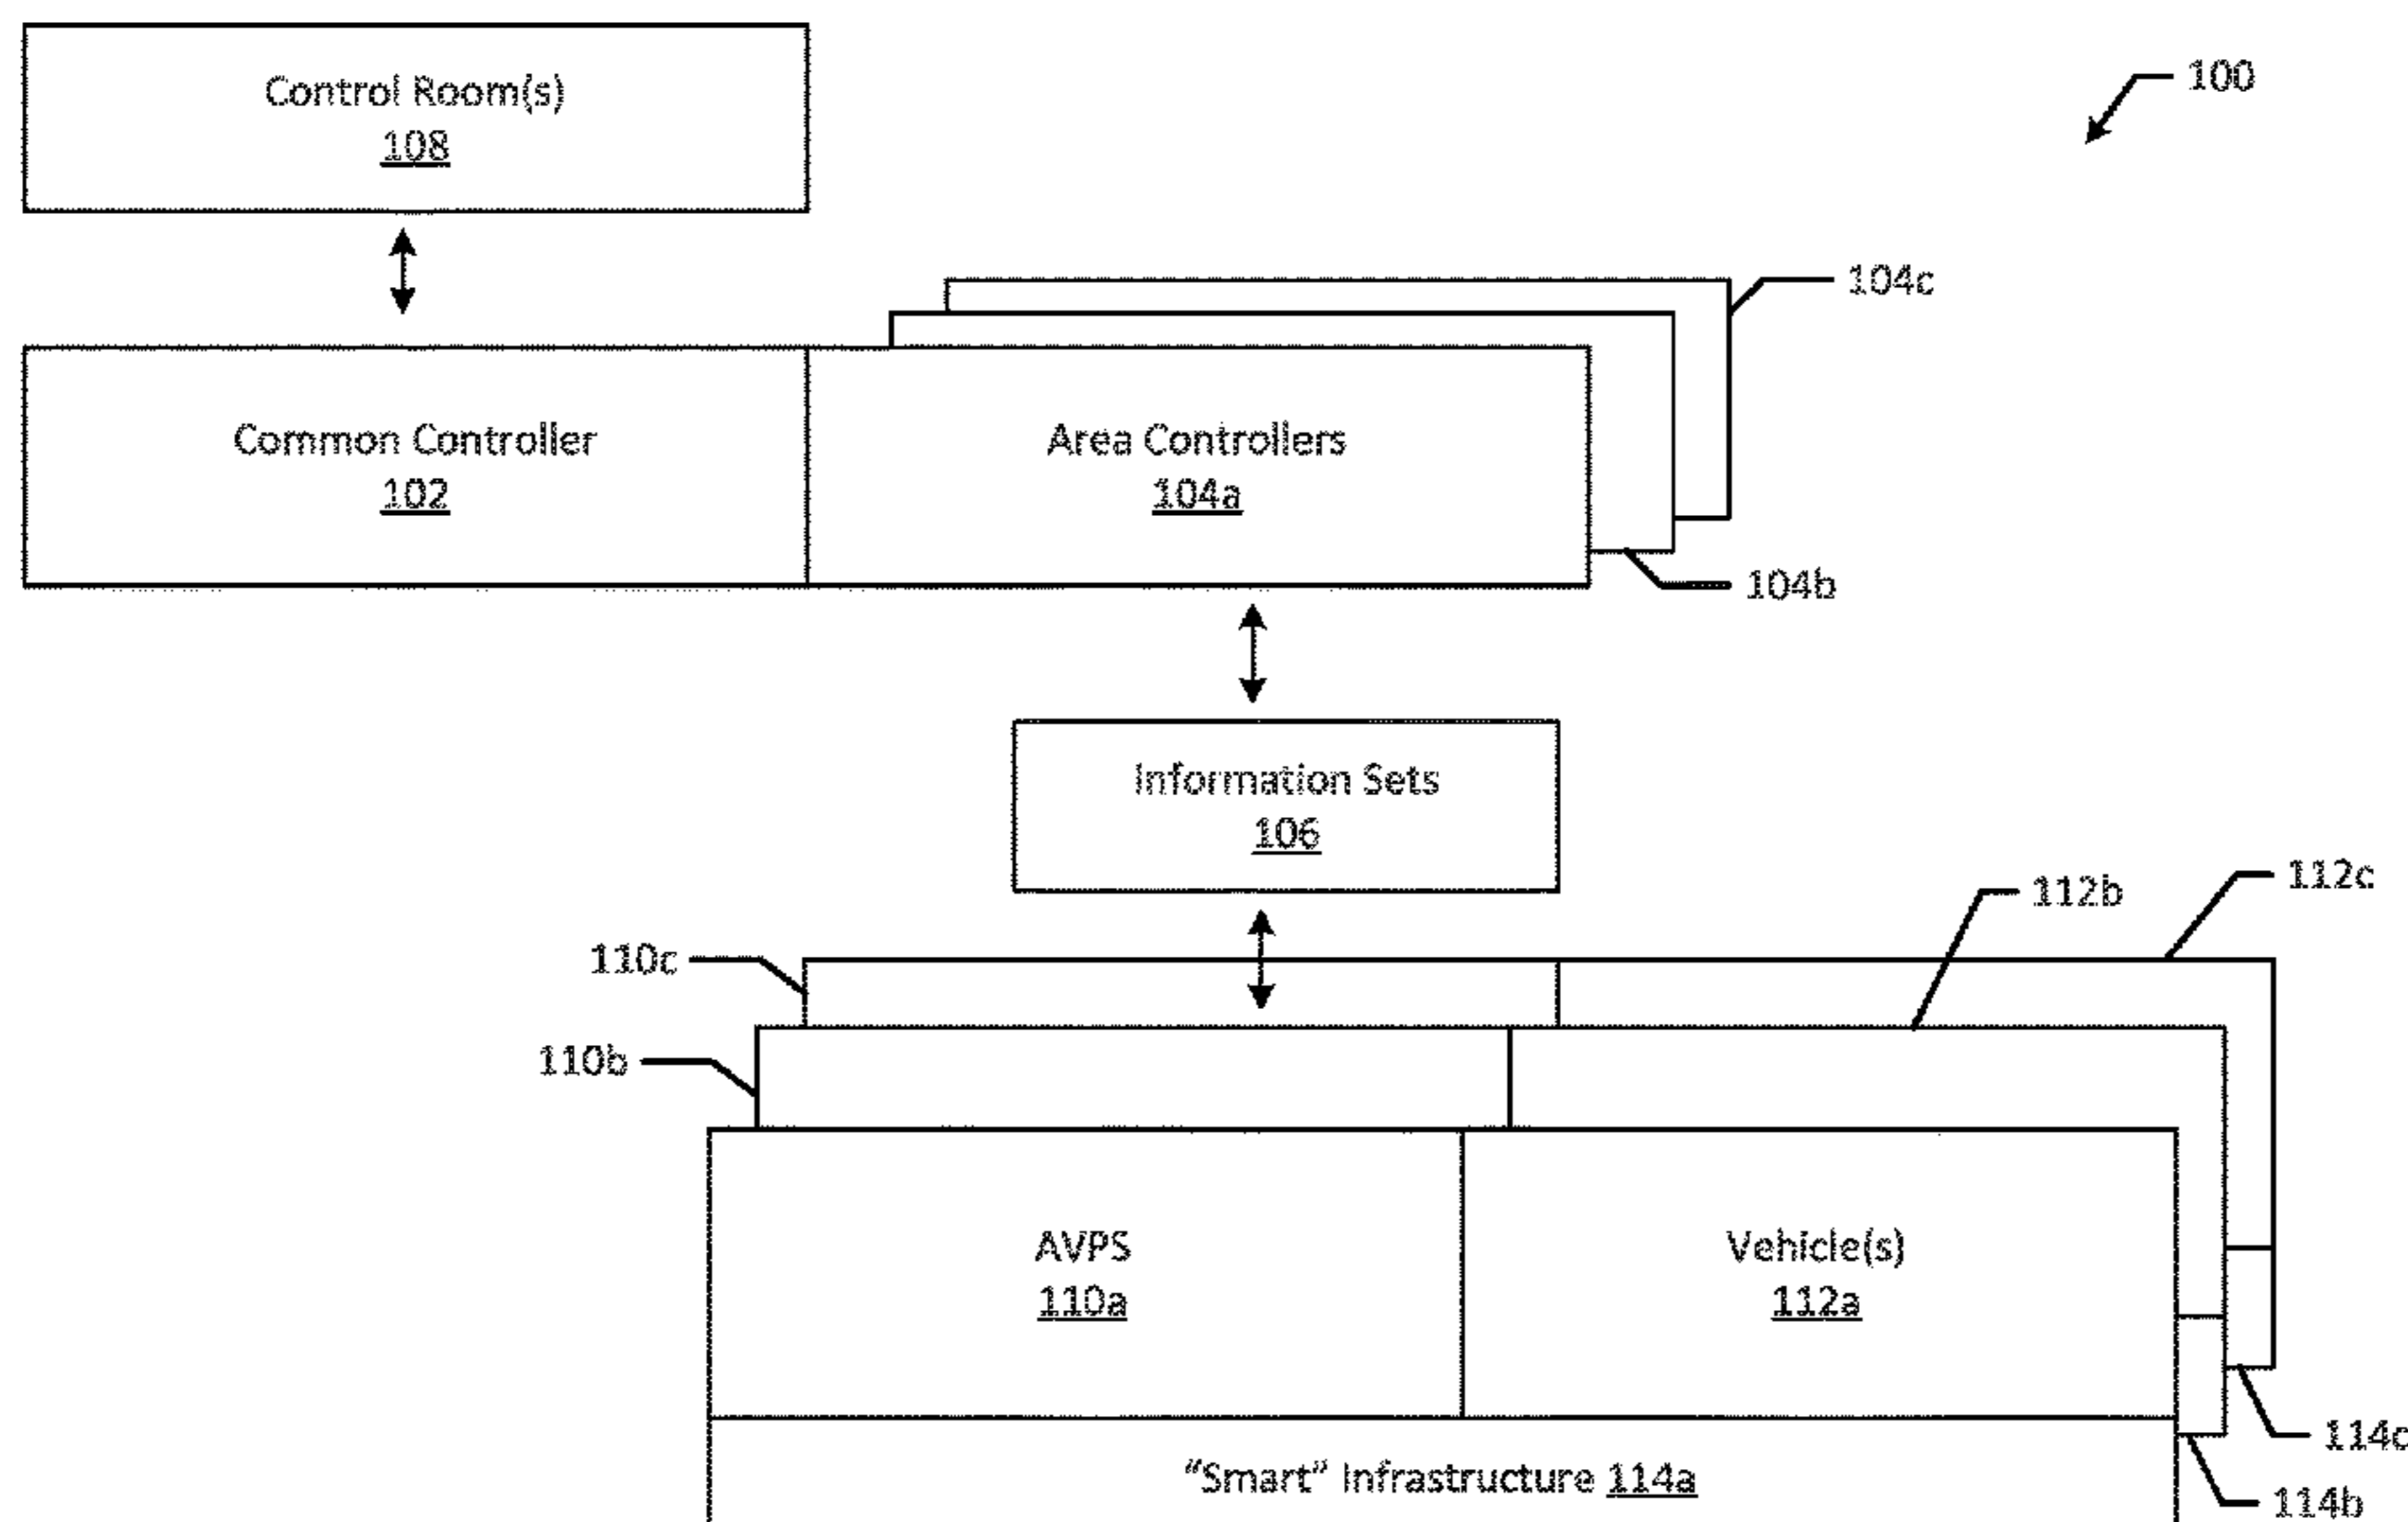 Control Room(s)
108
100
104c
Common Controller
102
Area Controllers
104a
104b
Information Sets
106
112c
112b
110c
110b
AVPS
110a
Vehicle(s)
112a
114c
“Smart” Infrastructure 114a
114b